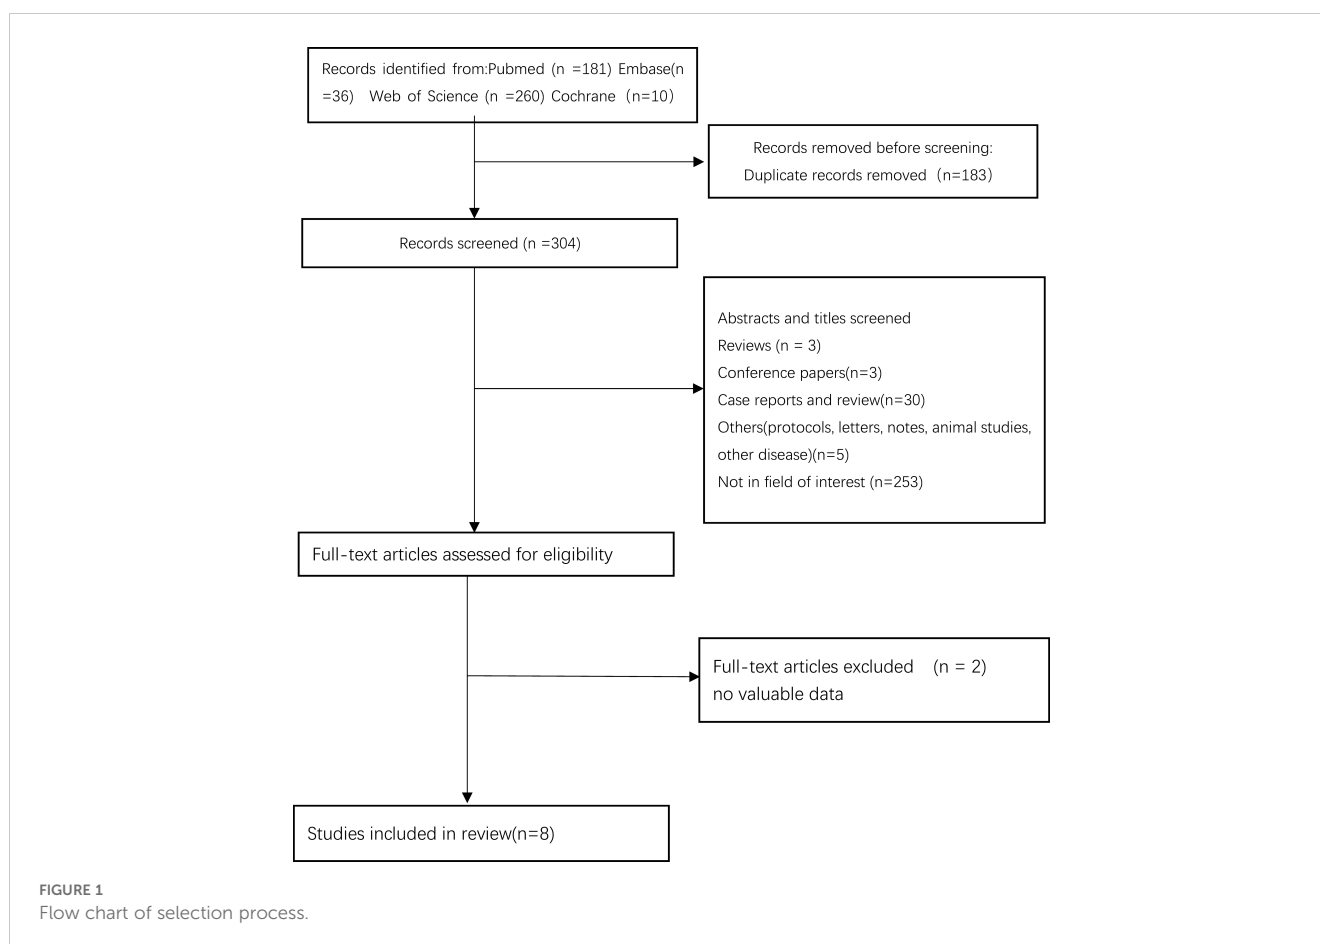 Records identified from:Pubmed (n =181) Embase(n
=36) Web of Science (n =260) Cochrane (n=10)
Records removed before screening:
Duplicate records removed (n=183)
Records screened (n =304)
Abstracts and titles screened
Reviews (n = 3)
Conference papers(n=3)
Case reports and review(n=30)
Others(protocols, letters, notes, animal studies,
other disease)(n=5)
Not in field of interest (n=253)
Full-text articles assessed for eligibility
Full-text articles excluded (n = 2)
no valuable data
Studies included in review(n=8)
FIGURE 1
Flow chart of selection process.